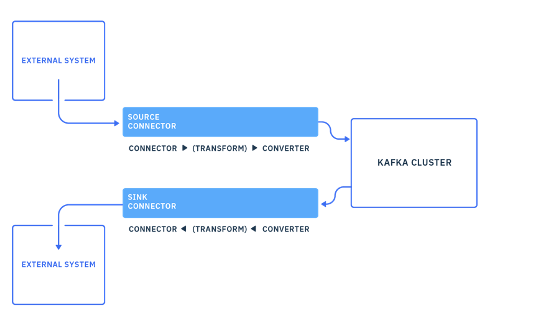 EXTERNAL SYSTEM
SOURCE
CONNECTOR
CONNECTOR ▶ (TRANSFORM) ▶ CONVERTER
KAFKA CLUSTER
SINK
CONNECTOR
CONNECTOR ◀ (TRANSFORM) ◀ CONVERTER
EXTERNAL SYSTEM